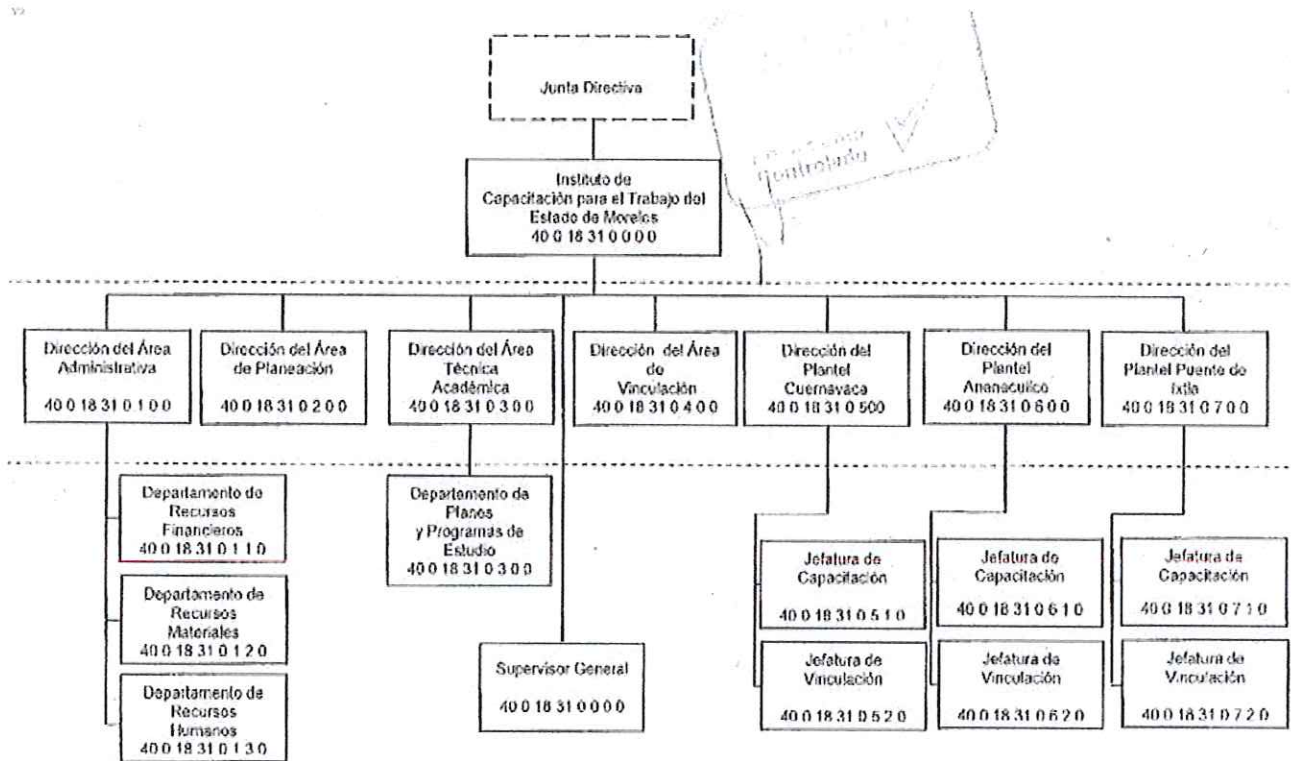 Junta Directiva
Instituto de
Capacitación para el Trabajo del
Estado de Morelos
40 0 18 31 0 0 0 0
Controlado
Dirección del Área
Administrativa
40 0 18 31 0 1 0 0
Dirección del Área
de Planeación
40 0 18 31 0 2 0 0
Dirección del Área
Técnica
Académica
40 0 18 31 0 3 0 0
Dirección del Área
de
Vinculación
40 0 18 31 0 4 0 0
Dirección del
Plantel
Cuernavaca
40 0 18 31 0 500
Dirección del
Plantel
40 0 18 31 0 6 0 0
Dirección del
Plantel Puente de
Ixtla
40 0 18 31 0 7 0 0
Departamento de
Recursos
Financieros
40 0 18 31 0 1 1 0
Departamento de
Recursos
Materiales
40 0 18 31 0 1 2 0
Departamento de
Recursos
Humanos
40 0 18 31 0 1 3 0
Departamento de
Planes
y Programas de
Estudio
40 0 18 31 0 3 0 0
Supervisor General
40 0 18 31 0 0 0 0
Jefatura de
Capacitación
40 0 18 31 0 5 1 0
Jefatura de
Vinculación
40 0 18 31 0 5 2 0
Jefatura de
Capacitación
40 0 18 31 0 6 1 0
Jefatura de
Vinculación
40 0 18 31 0 6 2 0
Jefatura de
Capacitación
40 0 18 31 0 7 1 0
Jefatura de
Vinculación
40 0 18 31 0 7 2 0